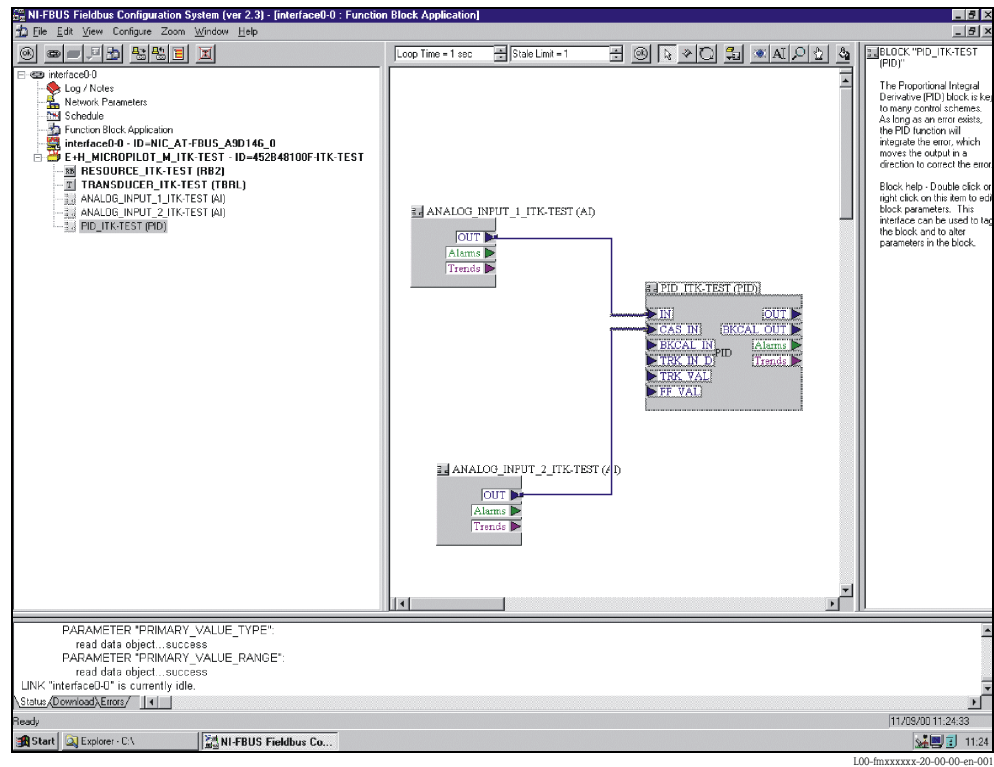 NI-FBUS Fieldbus Configuration System (ver 2.3) - [interface0-0 : Function Block Application]
File Edit View Configure Zoom Window Help
Loop Time = 1 sec
Stale Limit = 1
interface0-0
Log / Notes
Network Parameters
Schedule
Function Block Application
interface0-0 - ID=NIC_AT-FBUS_A9D146_0
E+H_MICROPILOT_M_ITK-TEST - ID=452B48100F-ITK-TEST
RESOURCE_ITK-TEST (RB2)
TRANSDUCER_ITK-TEST (TBRL)
ANALOG_INPUT_1_ITK-TEST (AI)
ANALOG_INPUT_2_ITK-TEST (AI)
PID_ITK-TEST (PID)
ANALOG_INPUT_1_ITK-TEST (AI)
OUT
Alarms
Trends
PID_ITK-TEST (PID)
IN
OUT
CAS_IN
BKCAL_OUT
BKCAL_IN
Alarms
PID
TRK_IN_D
Trends
TRK_VAL
FF_VAL
ANALOG_INPUT_2_ITK-TEST (AI)
OUT
Alarms
Trends
BLOCK "PID_ITK-TEST
(PID)"
The Proportional Integral
Derivative (PID) block is key
to many control schemes.
As long as an error exists,
the PID function will
integrate the error, which
moves the output in a
direction to correct the error.
Block help - Double click or
right click on this item to edit
block parameters. This
interface can be used to tag
the block and to alter
parameters in the block.
PARAMETER "PRIMARY_VALUE_TYPE":
read data object...success
PARAMETER "PRIMARY_VALUE_RANGE":
read data object...success
LINK "interface0-0" is currently idle.
Status Download Errors
Ready
11/09/00 11:24:33
Start
Explorer - C:\
NI-FBUS Fieldbus Co...
11:24
L00-fmxxxxxx-20-00-00-en-001